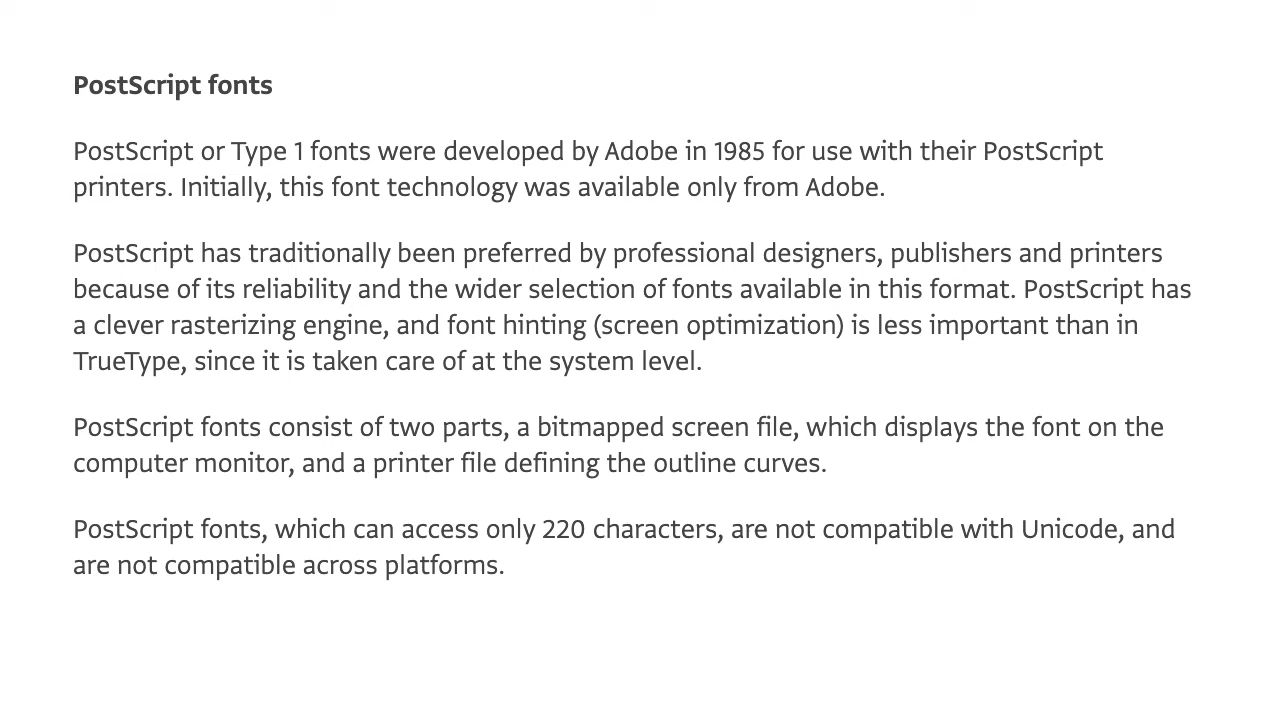 PostScript fonts
PostScript or Type 1 fonts were developed by Adobe in 1985 for use with their PostScript
printers. Initially, this font technology was available only from Adobe.
PostScript has traditionally been preferred by professional designers, publishers and printers
because of its reliability and the wider selection of fonts available in this format. PostScript has
a clever rasterizing engine, and font hinting (screen optimization) is less important than in
TrueType, since it is taken care of at the system level.
PostScript fonts consist of two parts, a bitmapped screen file, which displays the font on the
computer monitor, and a printer file defining the outline curves.
PostScript fonts, which can access only 220 characters, are not compatible with Unicode, and
are not compatible across platforms.